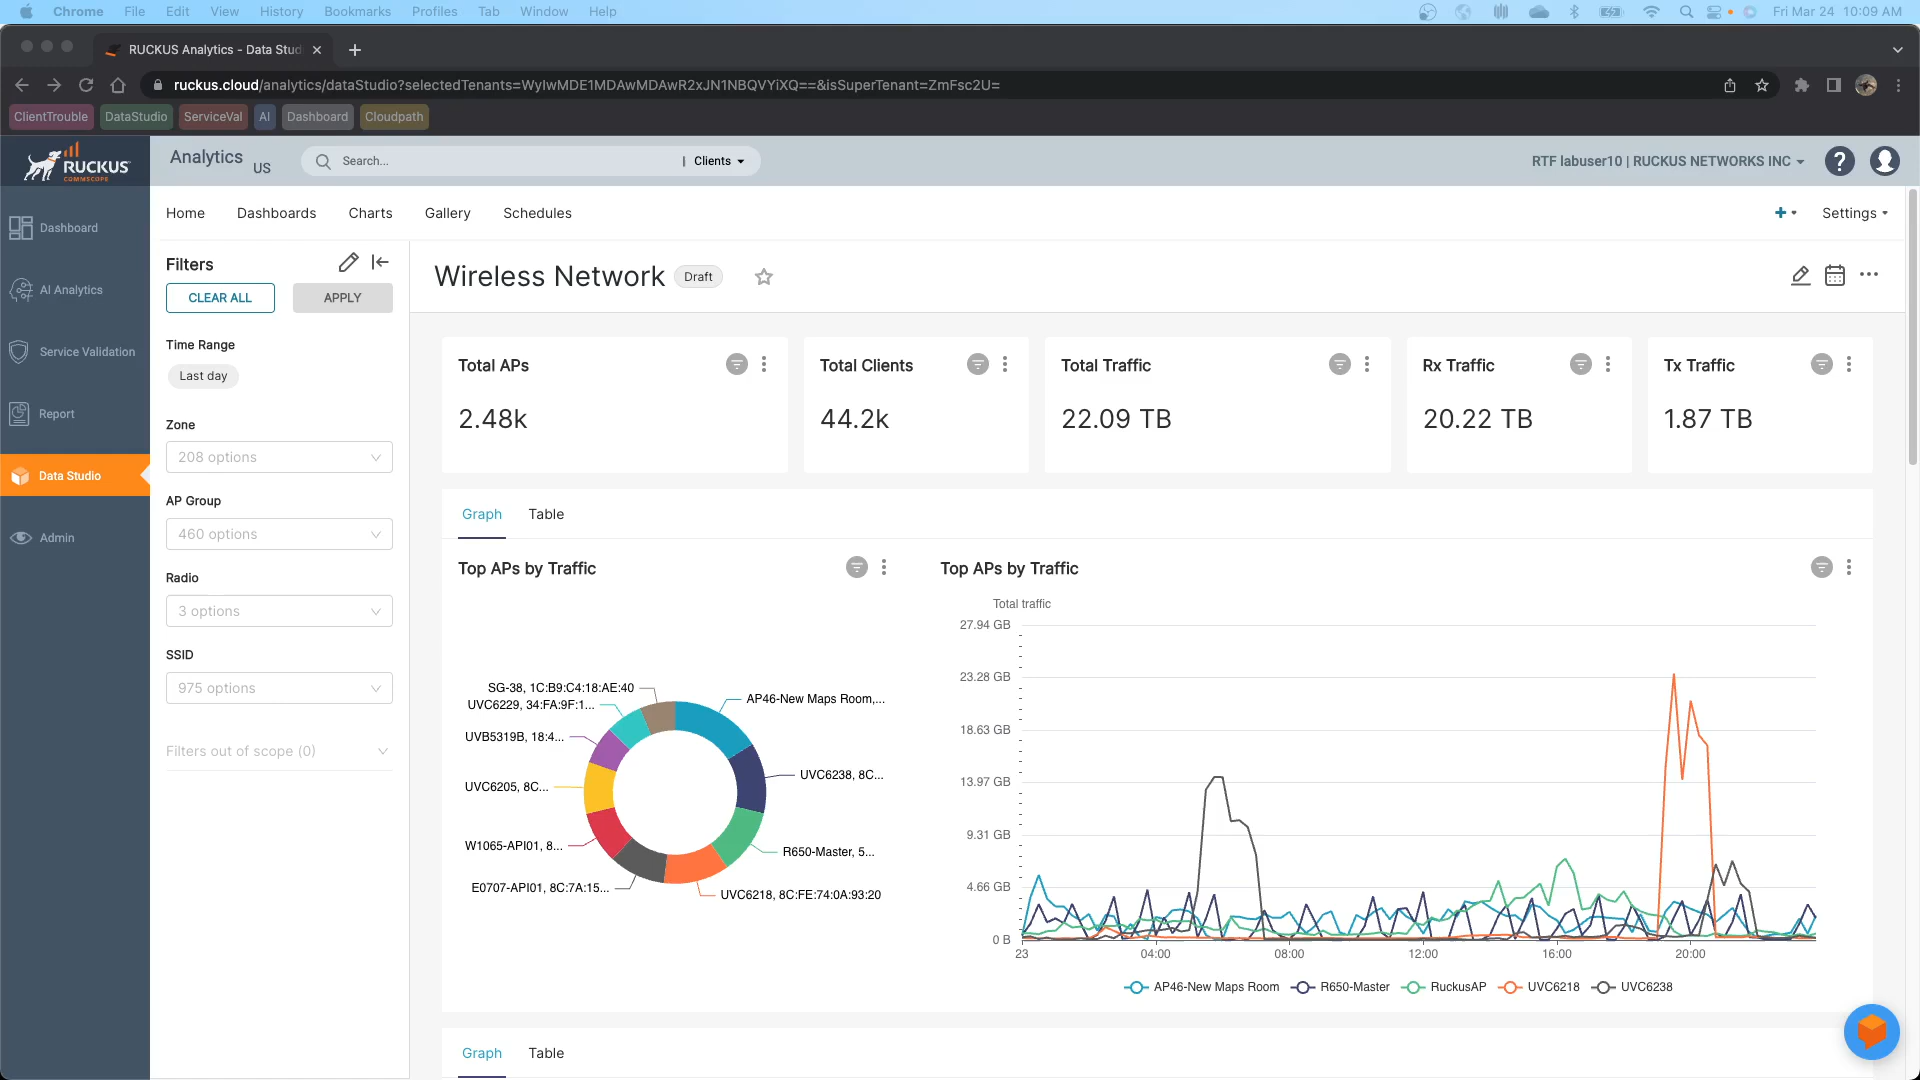 Chrome File Edit View History Bookmarks Profiles Tab Window Help Fri Mar 24 10:09 AM
RUCKUS Analytics - Data Stud
ruckus.cloud/analytics/dataStudio?selectedTenants=WyIwMDE1MDAwMDAwR2xJN1NBQVYiXQ==&isSuperTenant=ZmFsc2U=
ClientTrouble DataStudio ServiceVal AI Dashboard Cloudpath
RUCKUS
COMMSCOPE
Analytics US
Search... | Clients
RTF labuser10 | RUCKUS NETWORKS INC
?
Home Dashboards Charts Gallery Schedules
+ Settings
Dashboard
AI Analytics
Service Validation
Report
Data Studio
Admin
Filters
CLEAR ALL APPLY
Time Range
Last day
Zone
208 options
AP Group
460 options
Radio
3 options
SSID
975 options
Filters out of scope (0)
Wireless Network Draft
Total APs
2.48k
Total Clients
44.2k
Total Traffic
22.09 TB
Rx Traffic
20.22 TB
Tx Traffic
1.87 TB
Graph Table
Top APs by Traffic
SG-38, 1C:B9:C4:18:AE:40
UVC6229, 34:FA:9F:1...
UVB5319B, 18:4...
UVC6205, 8C...
W1065-API01, 8...
E0707-API01, 8C:7A:15...
AP46-New Maps Room,...
UVC6238, 8C...
R650-Master, 5...
UVC6218, 8C:FE:74:0A:93:20
Top APs by Traffic
Total traffic
27.94 GB
23.28 GB
18.63 GB
13.97 GB
9.31 GB
4.66 GB
0 B
23 04:00 08:00 12:00 16:00 20:00
AP46-New Maps Room R650-Master RuckusAP UVC6218 UVC6238
Graph Table